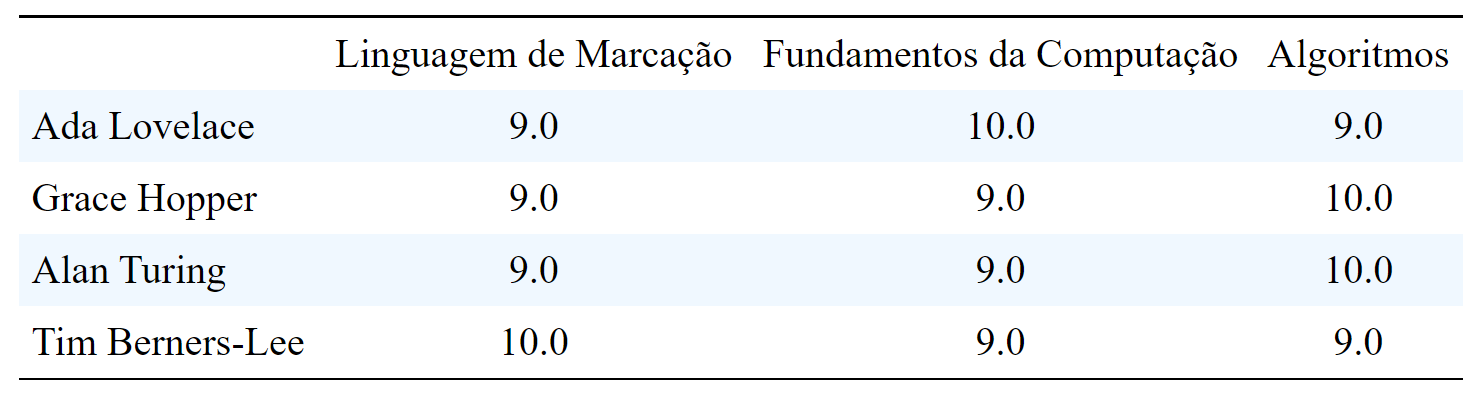 Linguagem de Marcação Fundamentos da Computação Algoritmos
Ada Lovelace 9.0 10.0 9.0
Grace Hopper 9.0 9.0 10.0
Alan Turing 9.0 9.0 10.0
Tim Berners-Lee 10.0 9.0 9.0